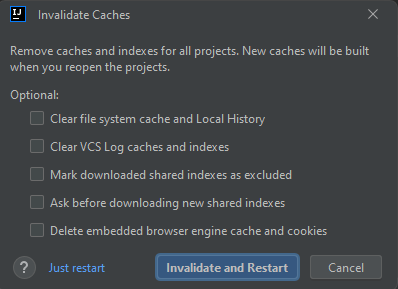 IJ
Invalidate Caches
Remove caches and indexes for all projects. New caches will be built
when you reopen the projects.
Optional:
Clear file system cache and Local History
Clear VCS Log caches and indexes
Mark downloaded shared indexes as excluded
Ask before downloading new shared indexes
Delete embedded browser engine cache and cookies
? Just restart Invalidate and Restart Cancel